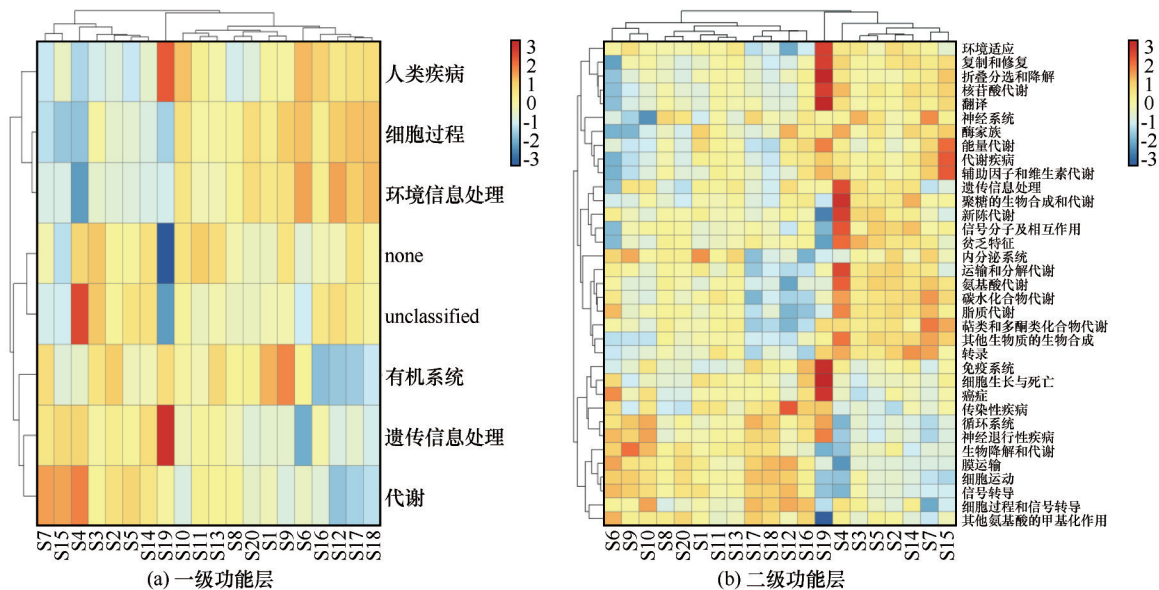 3
2
1
0
-1
-2
-3
人类疾病
细胞过程
环境信息处理
none
unclassified
有机系统
遗传信息处理
代谢
S7
S15
S4
S3
S2
S5
S14
S19
S10
S11
S13
S8
S20
S1
S9
S6
S16
S12
S17
S18
(a) 一级功能层
3
2
1
0
-1
-2
-3
环境适应
复制和修复
折叠分选和降解
核苷酸代谢
翻译
神经系统
酶家族
能量代谢
代谢疾病
辅助因子和维生素代谢
遗传信息处理
聚糖的生物合成和代谢
新陈代谢
信号分子及相互作用
贫乏特征
内分泌系统
运输和分解代谢
氨基酸代谢
碳水化合物代谢
脂质代谢
萜类和多酮类化合物代谢
其他生物质的生物合成
转录
免疫系统
细胞生长与死亡
癌症
传染性疾病
循环系统
神经退行性疾病
生物降解和代谢
膜运输
细胞运动
信号转导
细胞过程和信号转导
其他氨基酸的甲基化作用
S6
S9
S10
S8
S20
S1
S11
S13
S17
S18
S12
S16
S19
S4
S3
S5
S2
S14
S7
S15
(b) 二级功能层